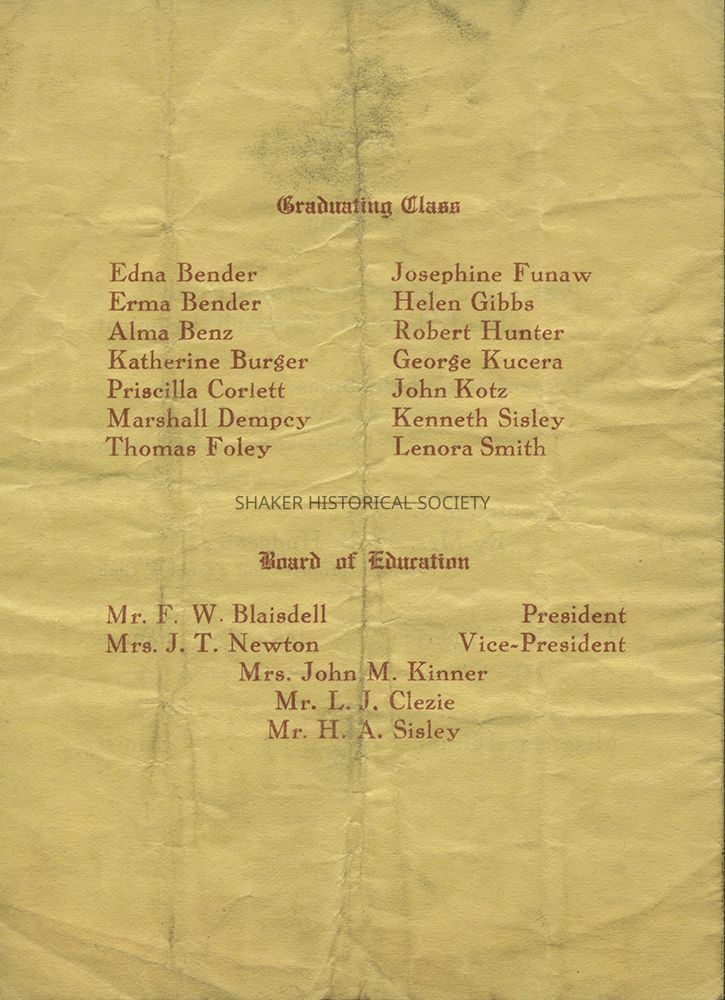 Graduating Class
Edna Bender
Erma Bender
Alma Benz
Katherine Burger
Priscilla Corlett
Marshall Dempcy
Thomas Foley
Josephine Funaw
Helen Gibbs
Robert Hunter
George Kucera
John Kotz
Kenneth Sisley
Lenora Smith
SHAKER HISTORICAL SOCIETY
Board of Education
Mr. F. W. Blaisdell President
Mrs. J. T. Newton Vice-President
Mrs. John M. Kinner
Mr. L. J. Clezie
Mr. H. A. Sisley